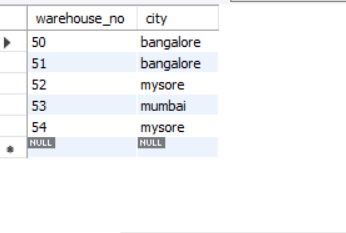 warehouse_no city
50 bangalore
51 bangalore
52 mysore
53 mumbai
54 mysore
NULL NULL